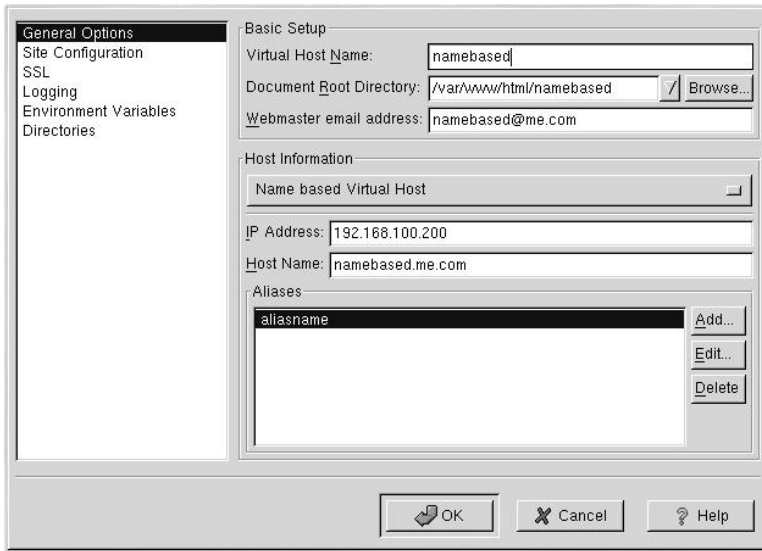 General Options
Site Configuration
SSL
Logging
Environment Variables
Directories
Basic Setup
Virtual Host Name: namebased
Document Root Directory: /var/www/html/namebased Browse...
Webmaster email address: namebased@me.com
Host Information
Name based Virtual Host
IP Address: 192.168.100.200
Host Name: namebased.me.com
Aliases
aliasname
Add...
Edit...
Delete
OK Cancel Help